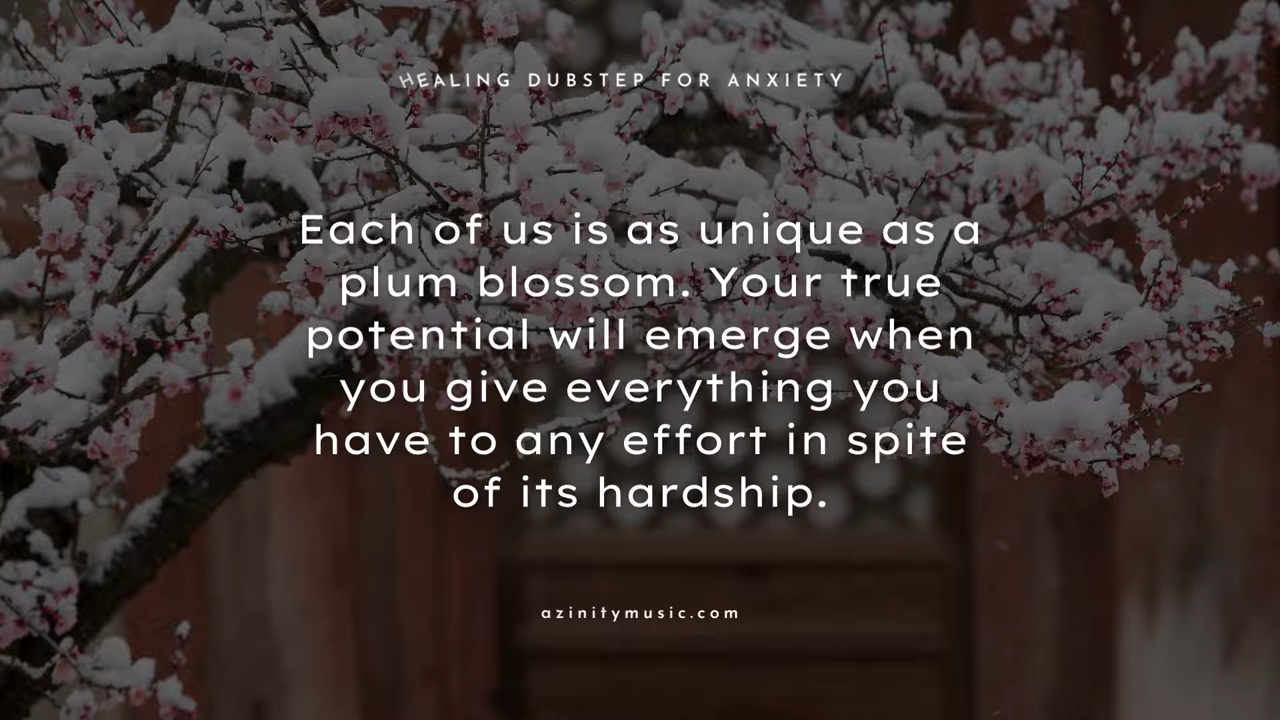 HEALING DUBSTEP FOR ANXIETY
Each of us is as unique as a
plum blossom. Your true
potential will emerge when
you give everything you
have to any effort in spite
of its hardship.
azinitymusic.com